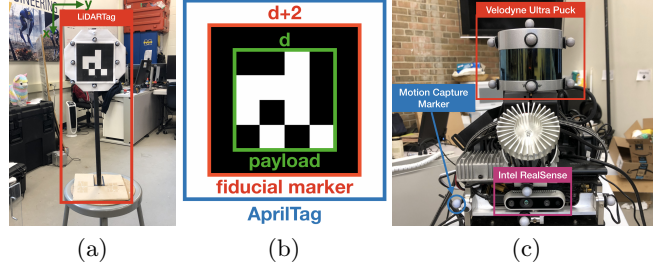 LiDARTag
y
d+2
d
payload
fiducial marker
AprilTag
Velodyne Ultra Puck
Motion Capture
Marker
Intel RealSense
(a)
(b)
(c)